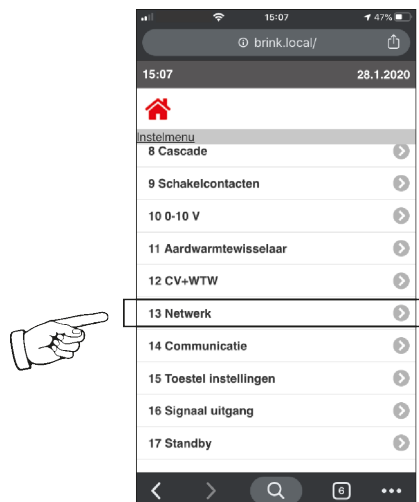 15:07
47%
brink.local/
15:07 28.1.2020
Instelmenu
8 Cascade
9 Schakelcontacten
10 0-10 V
11 Aardwarmtewisselaar
12 CV+WTW
13 Netwerk
14 Communicatie
15 Toestel instellingen
16 Signaal uitgang
17 Standby
6